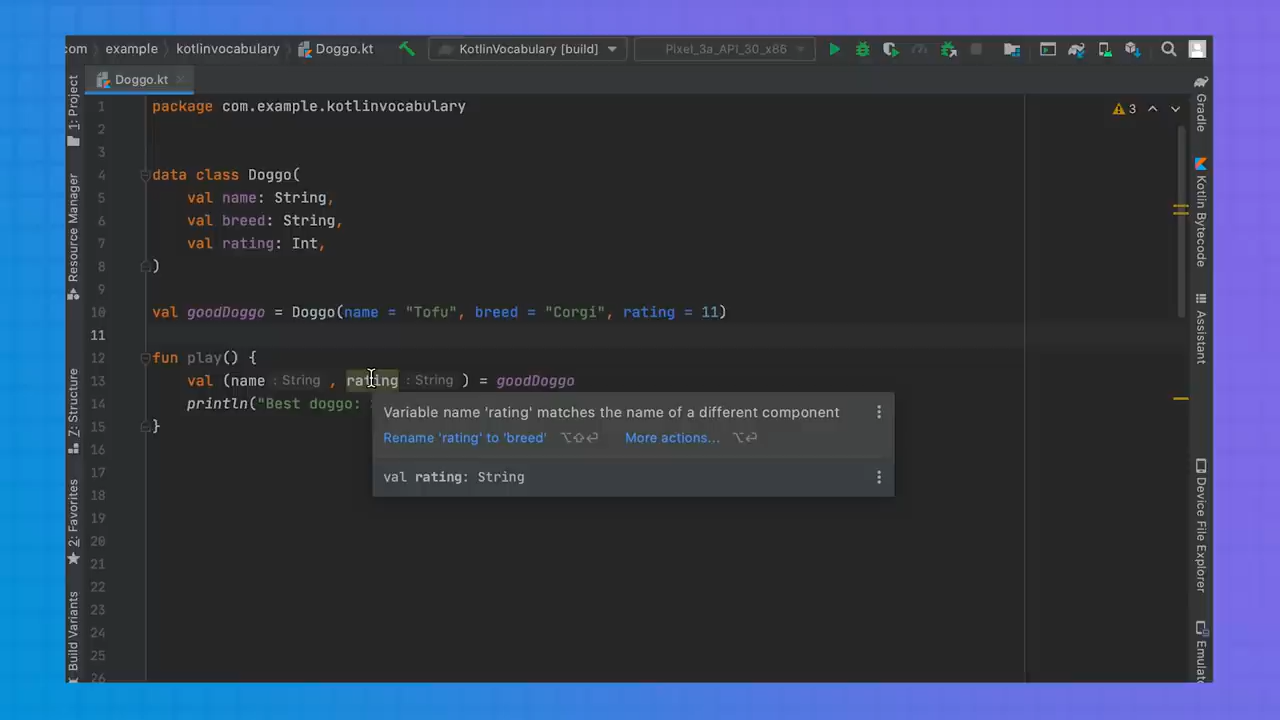 com example kotlinvocabulary Doggo.kt KotlinVocabulary [build] Pixel_3a_API_30_x86
Doggo.kt
1: Project
Resource Manager
Z: Structure
2: Favorites
Build Variants
1 package com.example.kotlinvocabulary
2
3
4 data class Doggo(
5 val name: String,
6 val breed: String,
7 val rating: Int,
8 )
9
10 val goodDoggo = Doggo(name = "Tofu", breed = "Corgi", rating = 11)
11
12 fun play() {
13 val (name : String , rating : String ) = goodDoggo
14 println("Best doggo:
15 }
16
17
18
19
20
21
22
23
24
25
26
Variable name 'rating' matches the name of a different component
Rename 'rating' to 'breed' ⌥⇧⏎ More actions... ⌥⏎
val rating: String
3
Gradle
Kotlin Bytecode
Assistant
Device File Explorer
Emulato